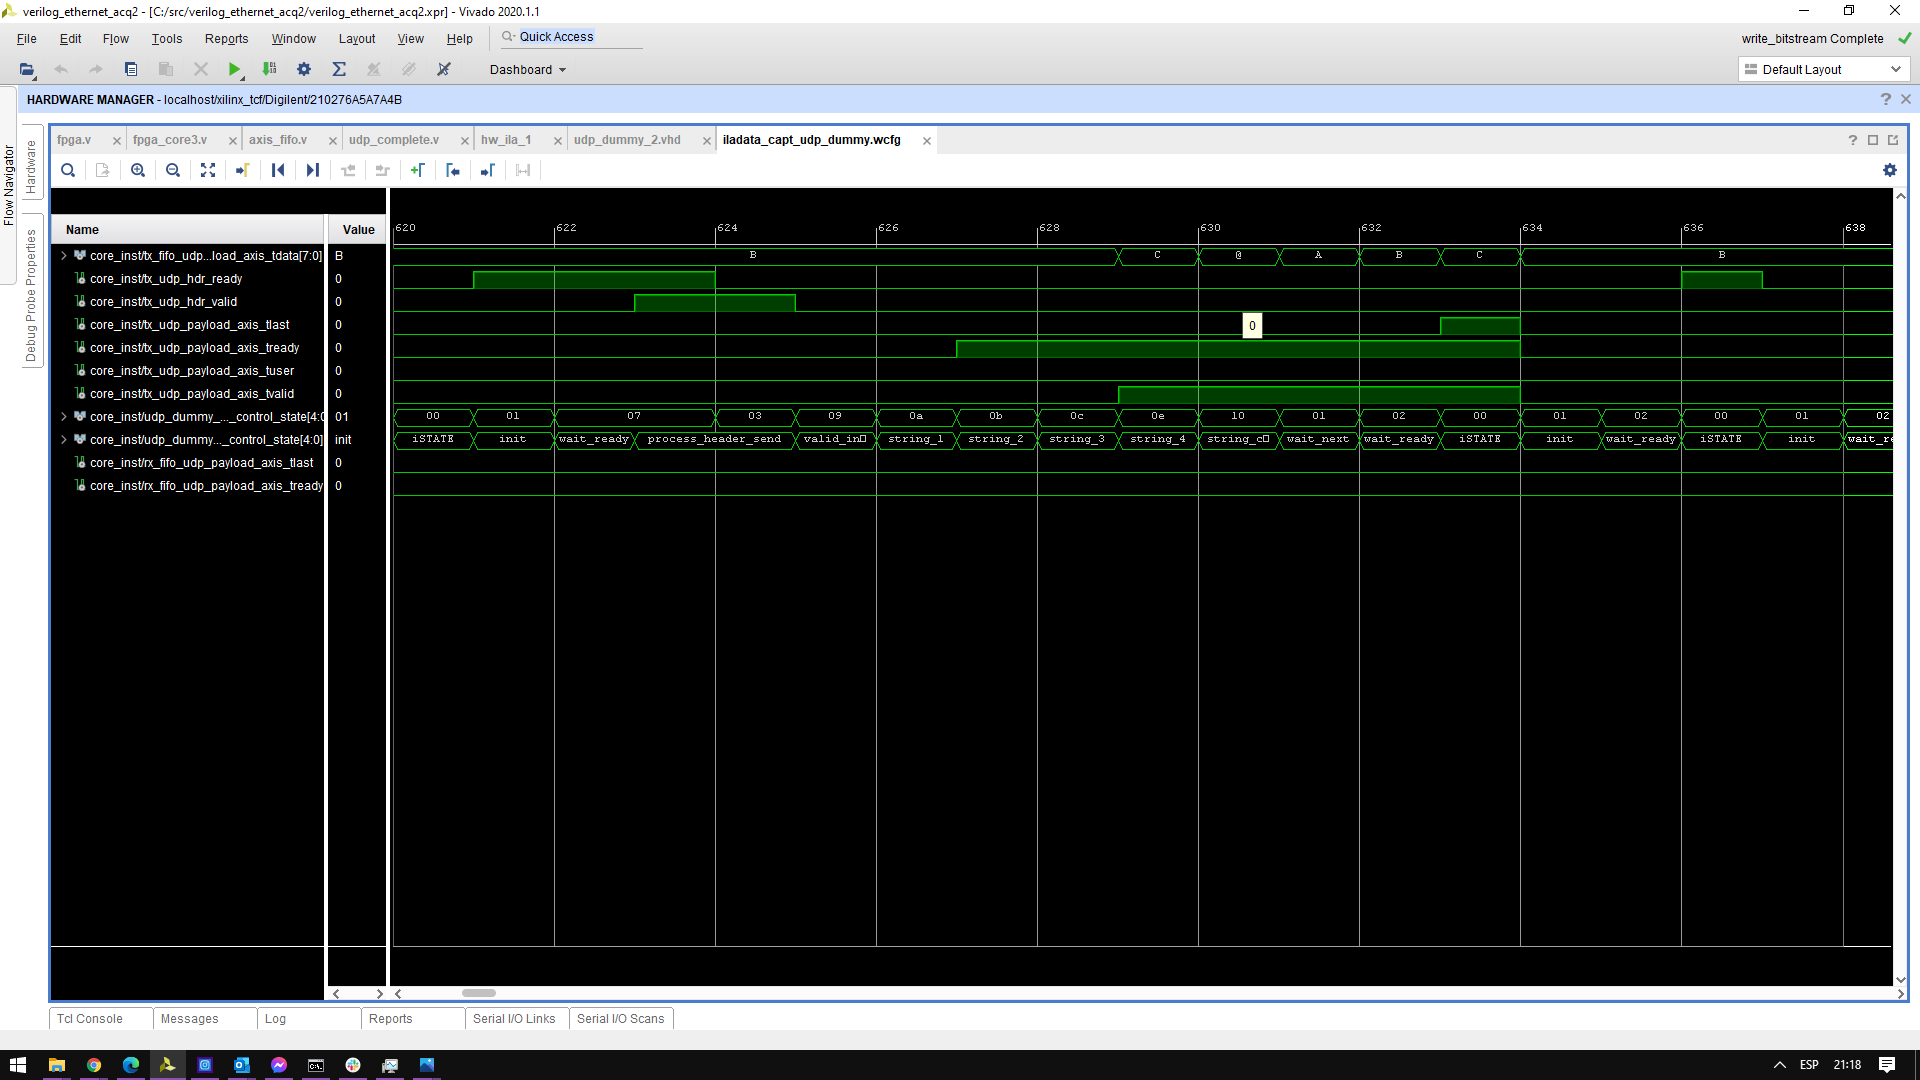 verilog_ethernet_acq2 - [C:/src/verilog_ethernet_acq2/verilog_ethernet_acq2.xpr] - Vivado 2020.1.1
File Edit Flow Tools Reports Window Layout View Help Quick Access
write_bitstream Complete
Dashboard
Default Layout
HARDWARE MANAGER - localhost/xilinx_tcf/Digilent/210276A5A7A4B
Flow Navigator
Hardware
Debug Probe Properties
fpga.v fpga_core3.v axis_fifo.v udp_complete.v hw_ila_1 udp_dummy_2.vhd iladata_capt_udp_dummy.wcfg
Name Value
620 622 624 626 628 630 632 634 636 638
core_inst/tx_fifo_udp...load_axis_tdata[7:0] B B C @ A B C B
core_inst/tx_udp_hdr_ready 0
core_inst/tx_udp_hdr_valid 0
core_inst/tx_udp_payload_axis_tlast 0 0
core_inst/tx_udp_payload_axis_tready 0
core_inst/tx_udp_payload_axis_tuser 0
core_inst/tx_udp_payload_axis_tvalid 0
core_inst/udp_dummy_..._control_state[4:0 01 00 01 07 03 09 0a 0b 0c 0e 10 01 02 00 01 02 00 01 02
core_inst/udp_dummy..._control_state[4:0] init iSTATE init wait_ready process_header_send valid_in□ string_1 string_2 string_3 string_4 string_c□ wait_next wait_ready iSTATE init wait_ready iSTATE init wait_re
core_inst/rx_fifo_udp_payload_axis_tlast 0
core_inst/rx_fifo_udp_payload_axis_tready 0
Tcl Console Messages Log Reports Serial I/O Links Serial I/O Scans
ESP 21:18